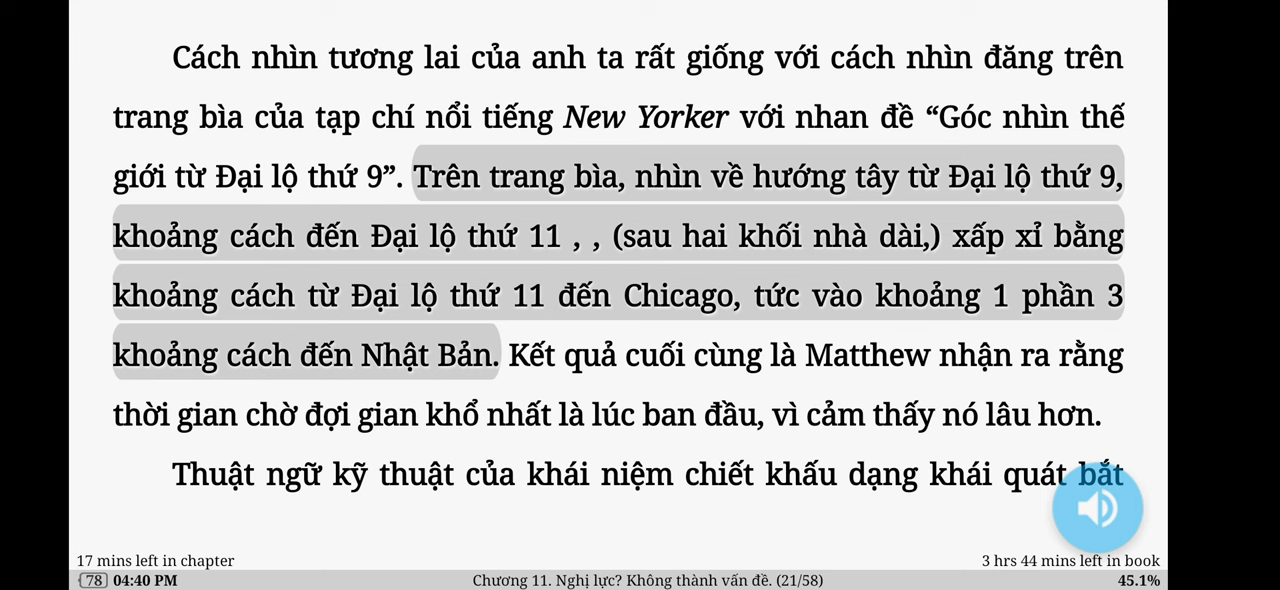 Cách nhìn tương lai của anh ta rất giống với cách nhìn đăng trên
trang bìa của tạp chí nổi tiếng New Yorker với nhan đề “Góc nhìn thế
giới từ Đại lộ thứ 9”. Trên trang bìa, nhìn về hướng tây từ Đại lộ thứ 9,
khoảng cách đến Đại lộ thứ 11 , , (sau hai khối nhà dài,) xấp xỉ bằng
khoảng cách từ Đại lộ thứ 11 đến Chicago, tức vào khoảng 1 phần 3
khoảng cách đến Nhật Bản. Kết quả cuối cùng là Matthew nhận ra rằng
thời gian chờ đợi gian khổ nhất là lúc ban đầu, vì cảm thấy nó lâu hơn.
Thuật ngữ kỹ thuật của khái niệm chiết khấu dạng khái quát bắt
17 mins left in chapter
3 hrs 44 mins left in book
78 04:40 PM
Chương 11. Nghị lực? Không thành vấn đề. (21/58)
45.1%